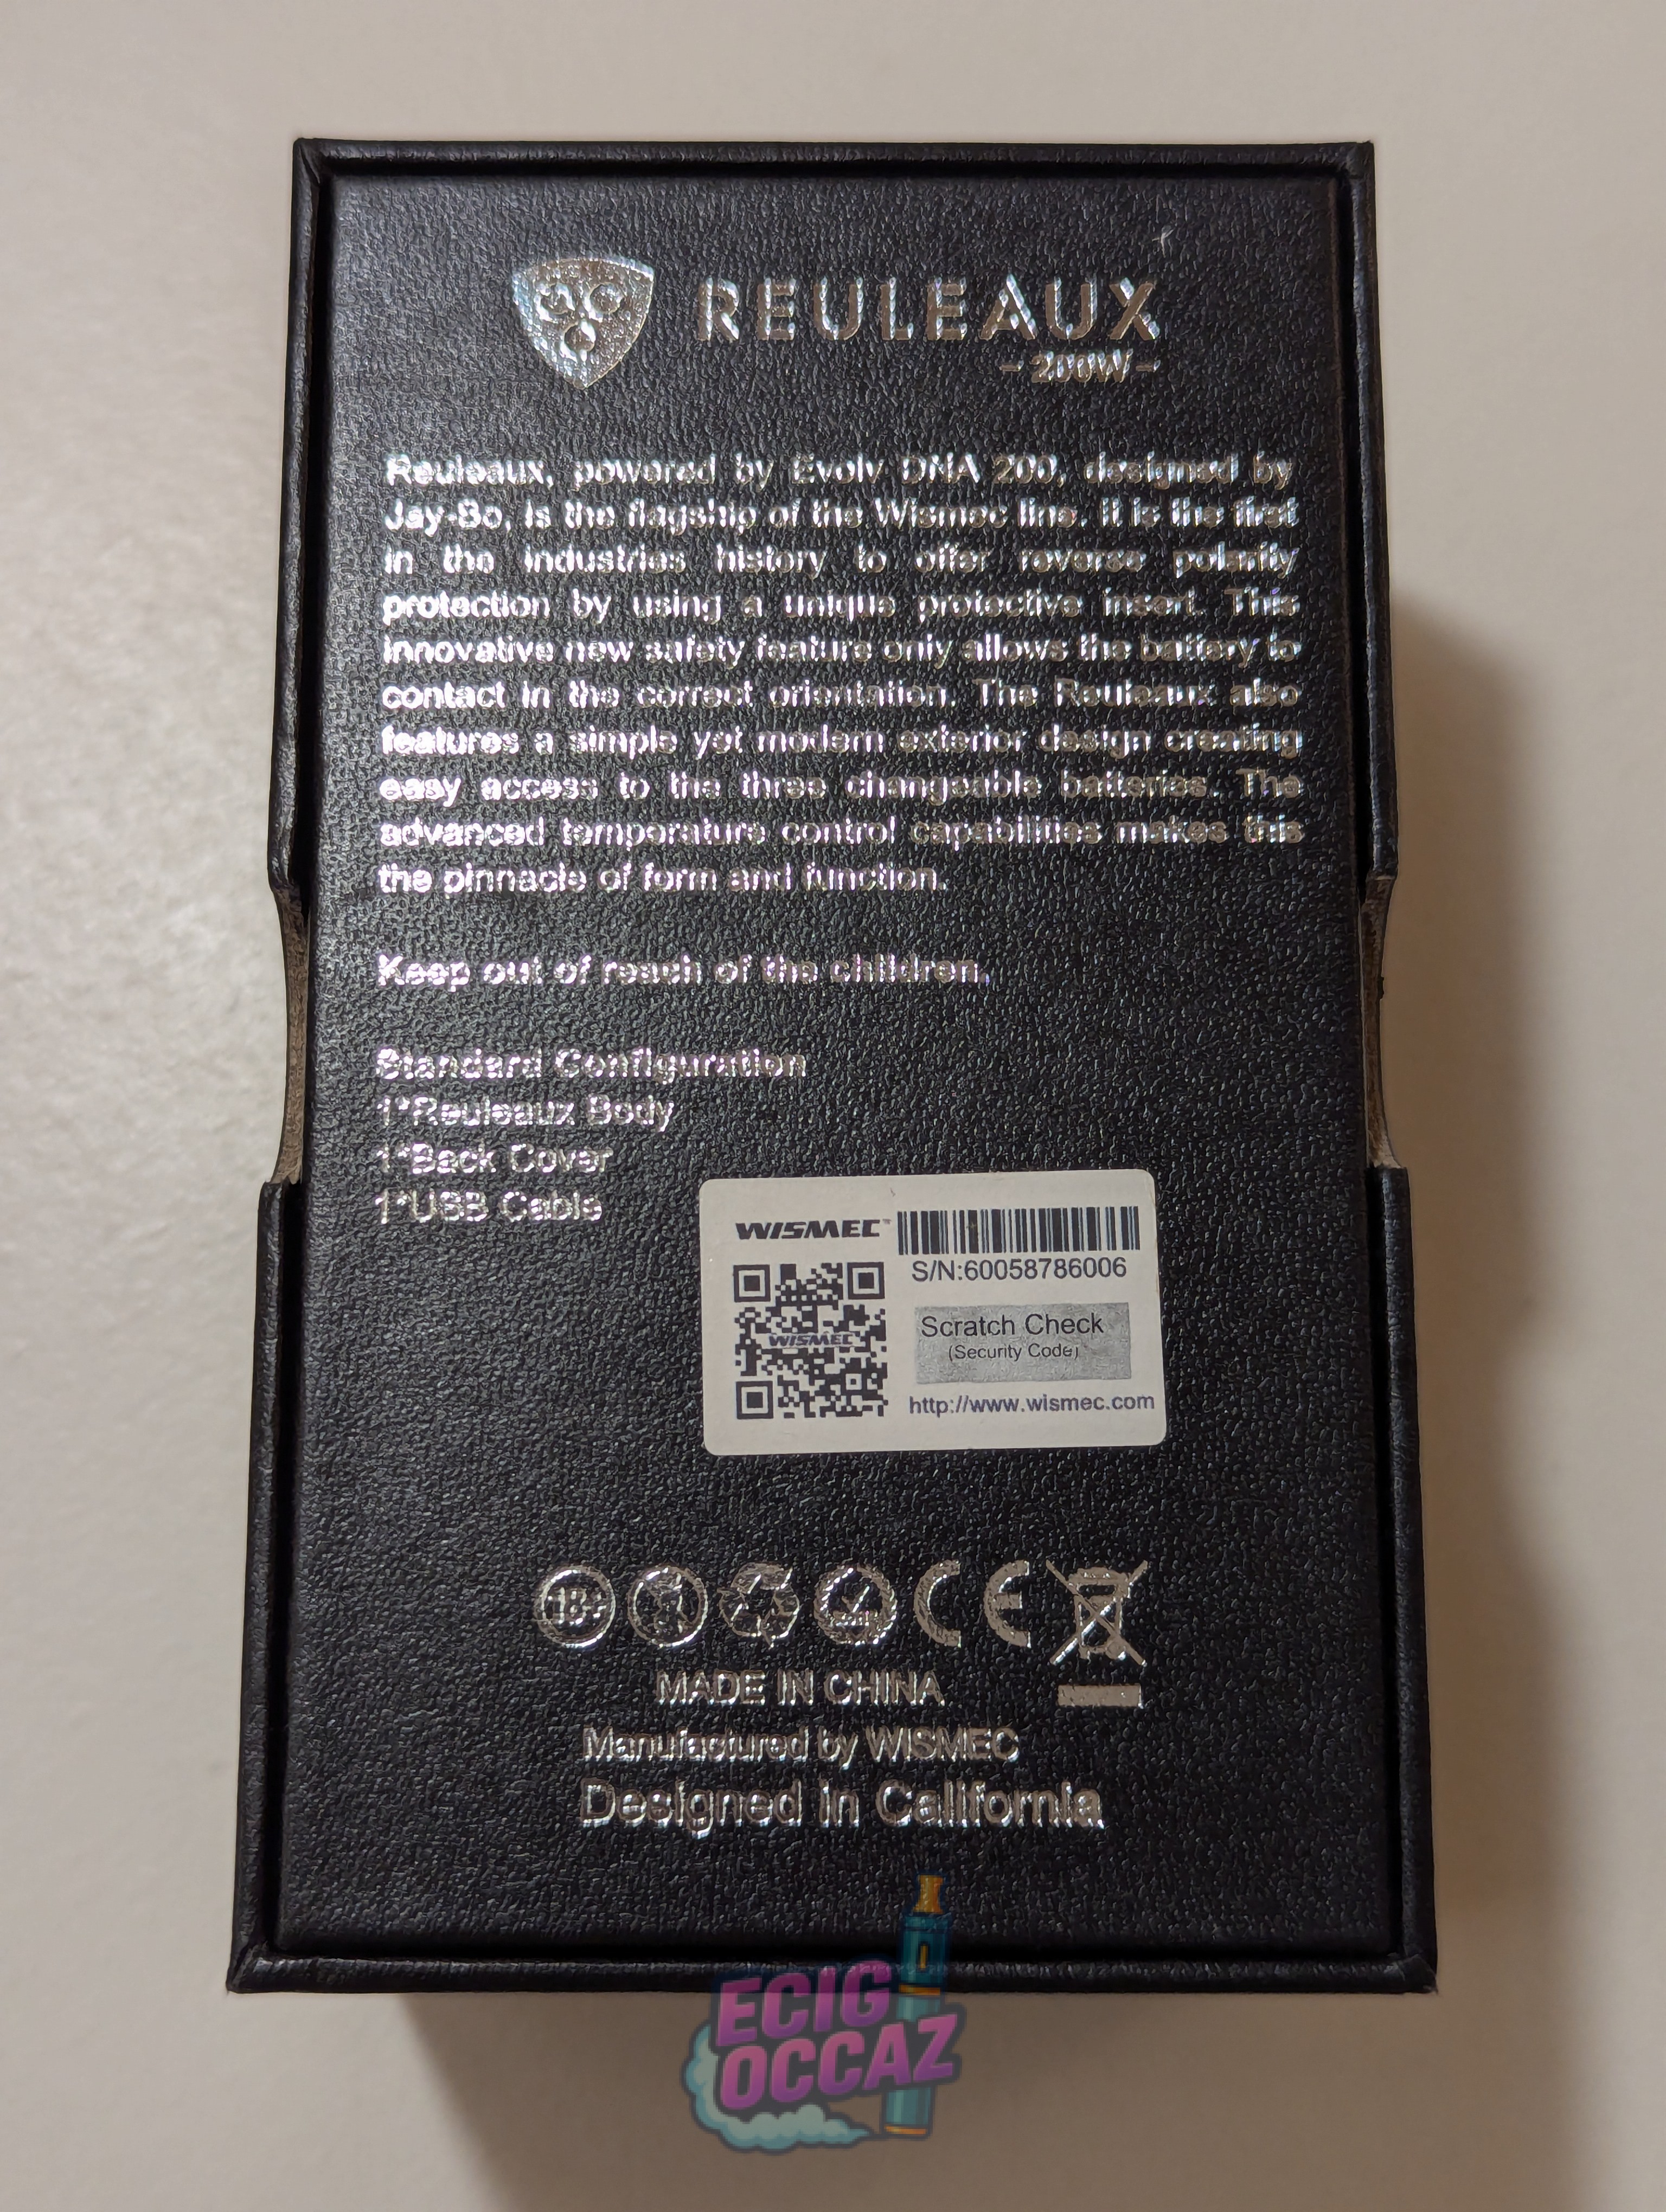 REULEAUX
- 200W -
Reuleaux, powered by Evolv DNA 200, designed by
Jay-Bo, is the flagship of the Wismec line. It is the first
in the industries history to offer reverse polarity
protection by using a unique protective insert. This
innovative new safety feature only allows the battery to
contact in the correct orientation. The Reuleaux also
features a simple yet modern exterior design creating
easy access to the three changeable batteries. The
advanced temperature control capabilities makes this
the pinnacle of form and function.
Keep out of reach of the children.
Standard Configuration
1*Reuleaux Body
1*Back Cover
1*USB Cable
WISMEC™
S/N:60058786006
WISMEC
Scratch Check
(Security Code)
http://www.wismec.com
18+
CE
MADE IN CHINA
Manufactured by WISMEC
Designed in California
ECIG
OCCAZ